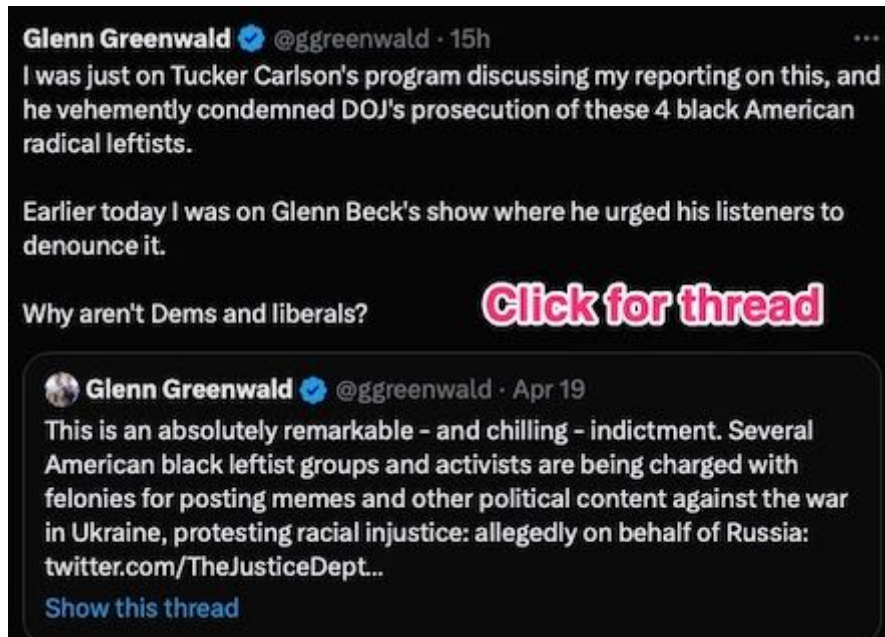 Glenn Greenwald @ggreenwald · 15h
I was just on Tucker Carlson's program discussing my reporting on this, and
he vehemently condemned DOJ's prosecution of these 4 black American
radical leftists.
Earlier today I was on Glenn Beck's show where he urged his listeners to
denounce it.
Why aren't Dems and liberals?
Click for thread
Glenn Greenwald @ggreenwald · Apr 19
This is an absolutely remarkable - and chilling - indictment. Several
American black leftist groups and activists are being charged with
felonies for posting memes and other political content against the war
in Ukraine, protesting racial injustice: allegedly on behalf of Russia:
twitter.com/TheJusticeDept...
Show this thread